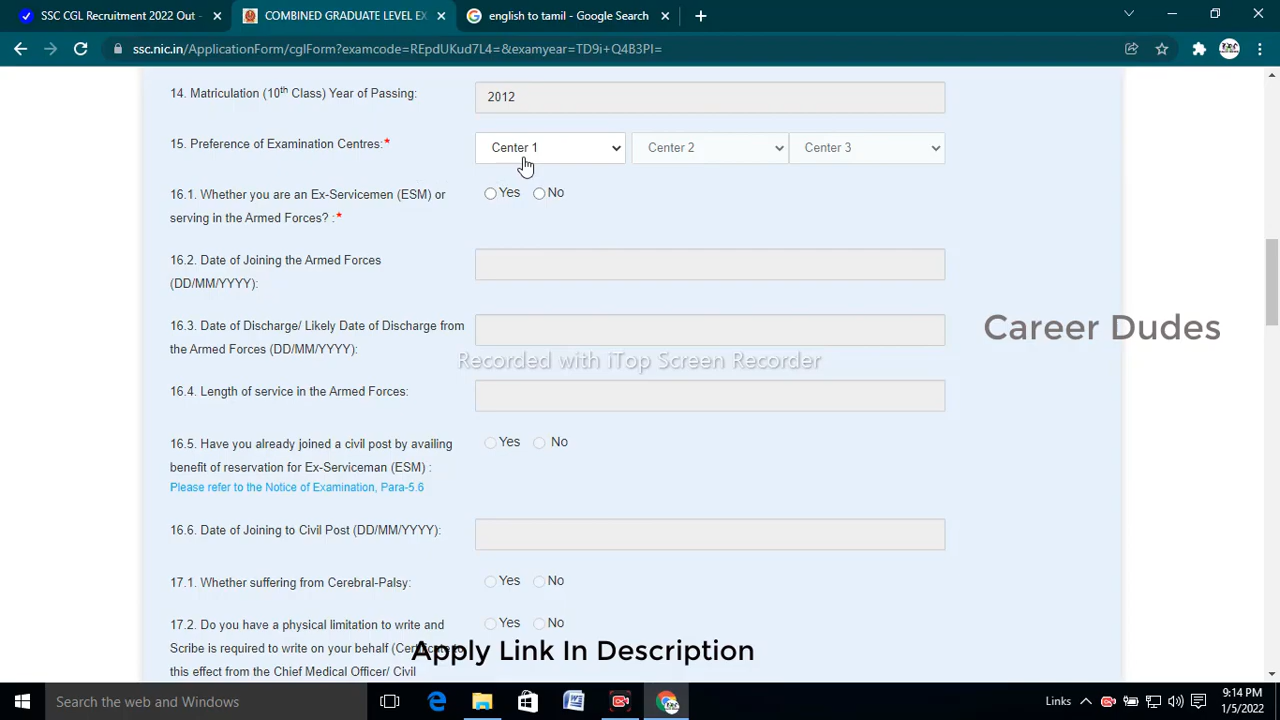 SSC CGL Recruitment 2022 Out -
COMBINED GRADUATE LEVEL EX
english to tamil - Google Search
ssc.nic.in/ApplicationForm/cglForm?examcode=REpdUKud7L4=&examyear=TD9i+Q4B3PI=
14. Matriculation (10th Class) Year of Passing:
2012
15. Preference of Examination Centres:*
Center 1
Center 2
Center 3
16.1. Whether you are an Ex-Servicemen (ESM) or
serving in the Armed Forces? :*
Yes No
16.2. Date of Joining the Armed Forces
(DD/MM/YYYY):
16.3. Date of Discharge/ Likely Date of Discharge from
the Armed Forces (DD/MM/YYYY):
Career Dudes
Recorded with iTop Screen Recorder
16.4. Length of service in the Armed Forces:
16.5. Have you already joined a civil post by availing
benefit of reservation for Ex-Serviceman (ESM) :
Yes No
Please refer to the Notice of Examination, Para-5.6
16.6. Date of Joining to Civil Post (DD/MM/YYYY):
17.1. Whether suffering from Cerebral-Palsy:
Yes No
17.2. Do you have a physical limitation to write and
Yes No
Scribe is required to write on your behalf (Certificate to
this effect from the Chief Medical Officer/ Civil
Apply Link In Description
Search the web and Windows
Links
9:14 PM
1/5/2022